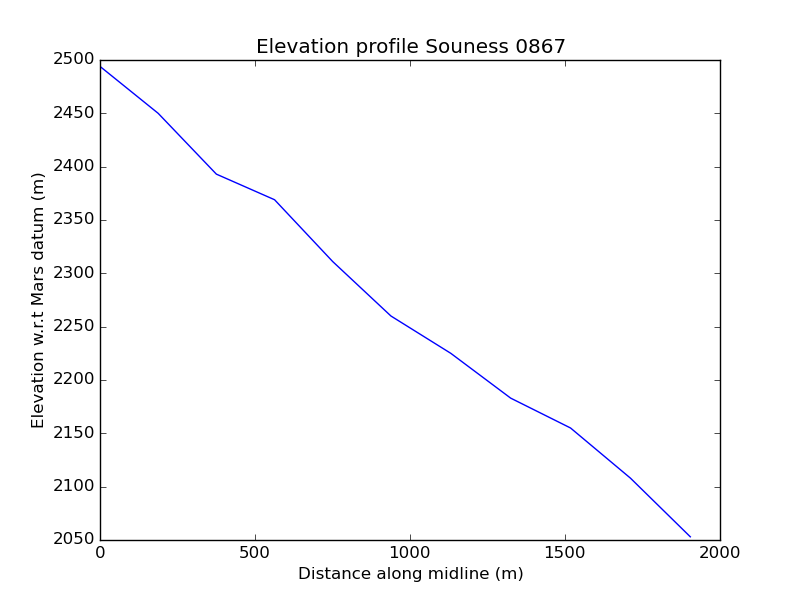 Elevation profile Souness 0867
2500
2450
2400
2350
2300
2250
2200
2150
2100
2050
Elevation w.r.t Mars datum (m)
0 500 1000 1500 2000
Distance along midline (m)